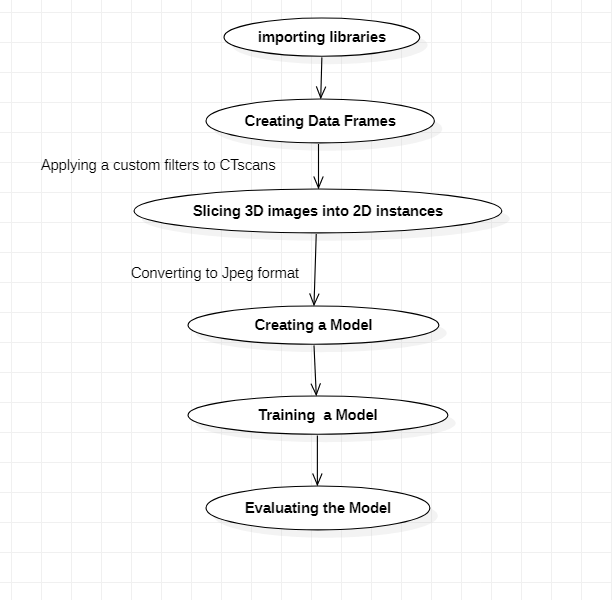 importing libraries
Creating Data Frames
Applying a custom filters to CTscans
Slicing 3D images into 2D instances
Converting to Jpeg format
Creating a Model
Training  a Model
Evaluating the Model